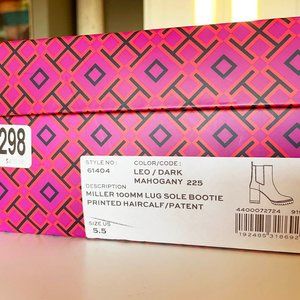 298
STYLE NO:
61404
COLOR/CODE:
LEO / DARK
MAHOGANY 225
DESCRIPTION
MILLER 100MM LUG SOLE BOOTIE
PRINTED HAIRCALF/PATENT
SIZE US
5.5
4400072724